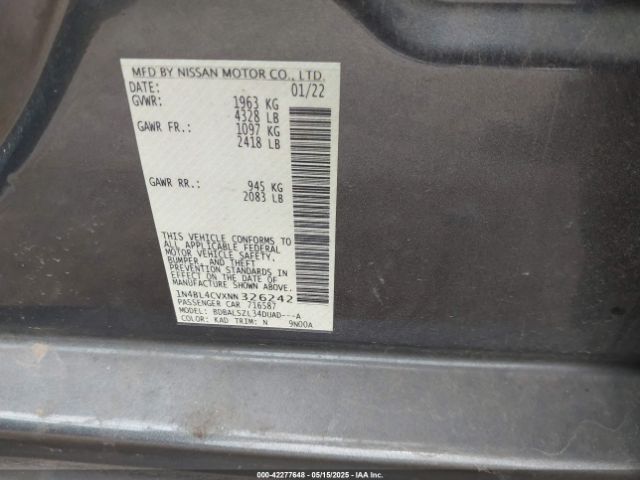 MFD BY NISSAN MOTOR CO., LTD.
DATE: 01/22
GVWR: 1963 KG
4328 LB
GAWR FR.: 1097 KG
2418 LB
GAWR RR.: 945 KG
2083 LB
THIS VEHICLE CONFORMS TO
ALL APPLICABLE FEDERAL
MOTOR VEHICLE SAFETY,
BUMPER, AND THEFT
PREVENTION STANDARDS IN
EFFECT ON THE DATE OF
MANUFACTURE SHOWN ABOVE.
1N4BL4CVXNN326242
PASSENGER CAR 716587
MODEL: BDBALSZL34DUAD---A
COLOR: KAD TRIM: N 9N00A
000-42277648 - 05/15/2025 - IAA Inc.